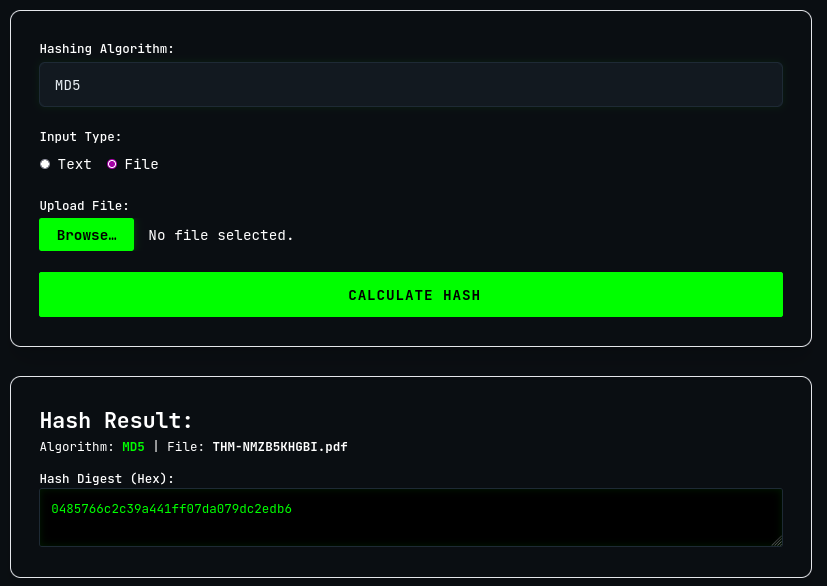 Hashing Algorithm:
MD5
Input Type:
Text File
Upload File:
Browse… No file selected.
CALCULATE HASH
Hash Result:
Algorithm: MD5 | File: THM-NMZB5KHGBI.pdf
Hash Digest (Hex):
0485766c2c39a441ff07da079dc2edb6